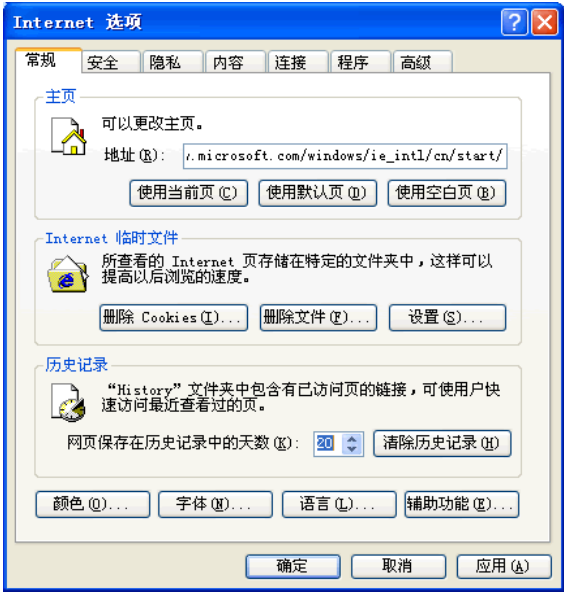 Internet 选项
常规 安全 隐私 内容 连接 程序 高级
主页
可以更改主页。
地址(R): .microsoft.com/windows/ie_intl/cn/start/
使用当前页(C) 使用默认页(D) 使用空白页(B)
Internet 临时文件
所查看的 Internet 页存储在特定的文件夹中，这样可以
提高以后浏览的速度。
删除 Cookies(I)... 删除文件(F)... 设置(S)...
历史记录
“History”文件夹中包含有已访问页的链接，可使用户快
速访问最近查看过的页。
网页保存在历史记录中的天数(K): 20 清除历史记录(H)
颜色(O)... 字体(N)... 语言(L)... 辅助功能(E)...
确定 取消 应用(A)